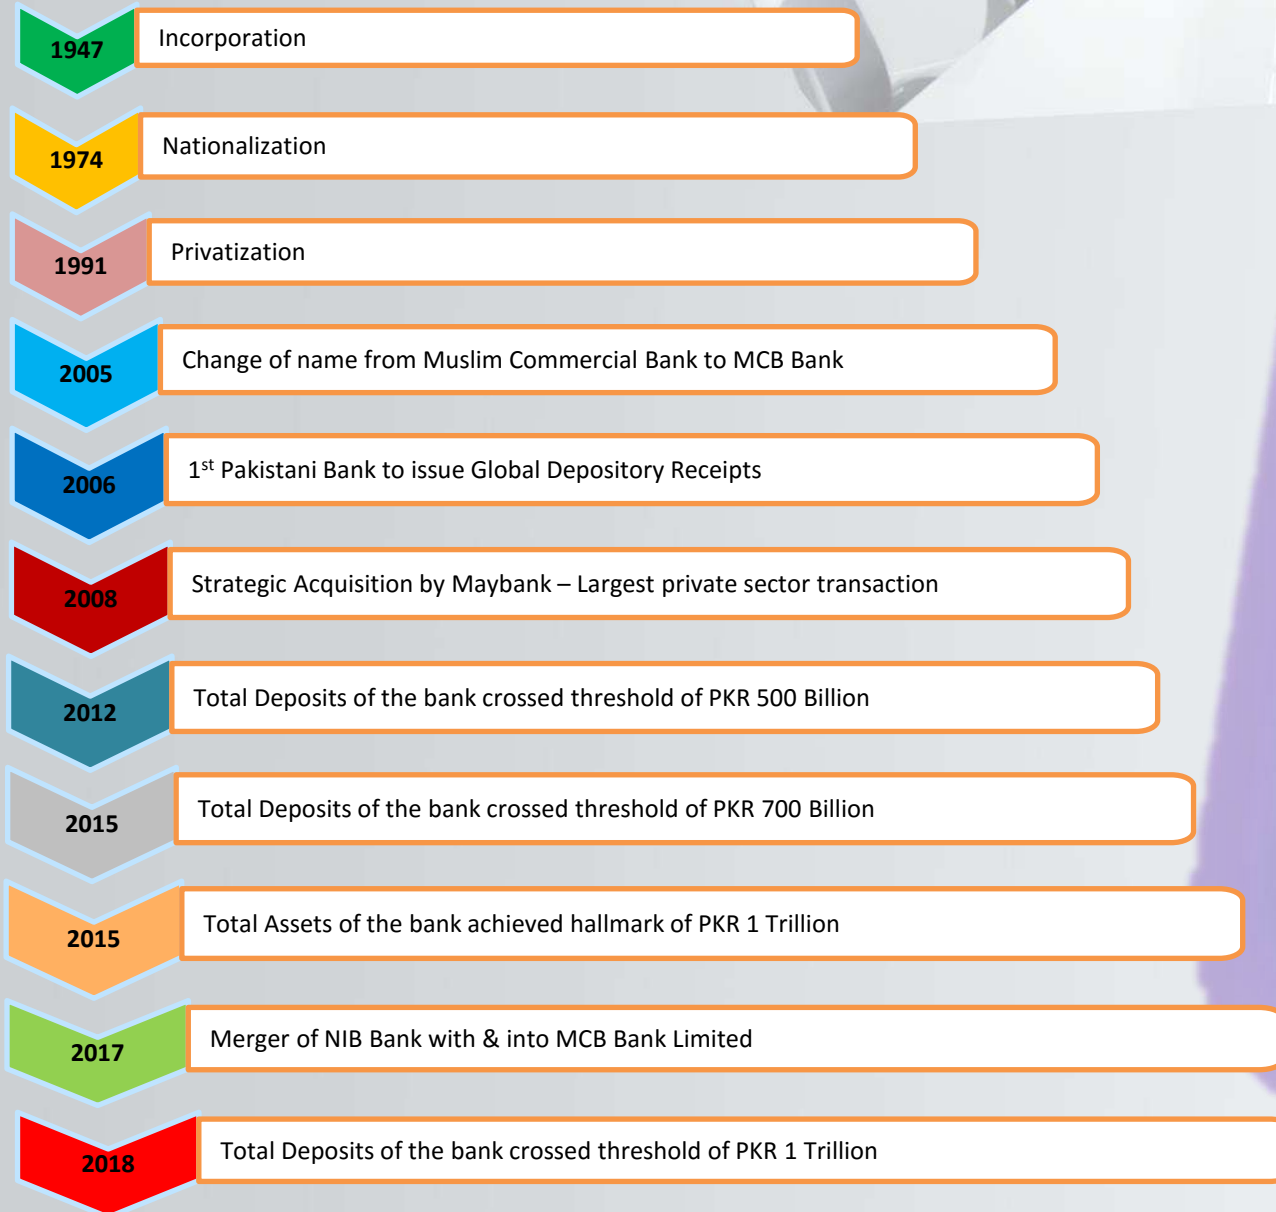 1947
Incorporation
1974
Nationalization
1991
Privatization
2005
Change of name from Muslim Commercial Bank to MCB Bank
2006
1st Pakistani Bank to issue Global Depository Receipts
2008
Strategic Acquisition by Maybank – Largest private sector transaction
2012
Total Deposits of the bank crossed threshold of PKR 500 Billion
2015
Total Deposits of the bank crossed threshold of PKR 700 Billion
2015
Total Assets of the bank achieved hallmark of PKR 1 Trillion
2017
Merger of NIB Bank with & into MCB Bank Limited
2018
Total Deposits of the bank crossed threshold of PKR 1 Trillion